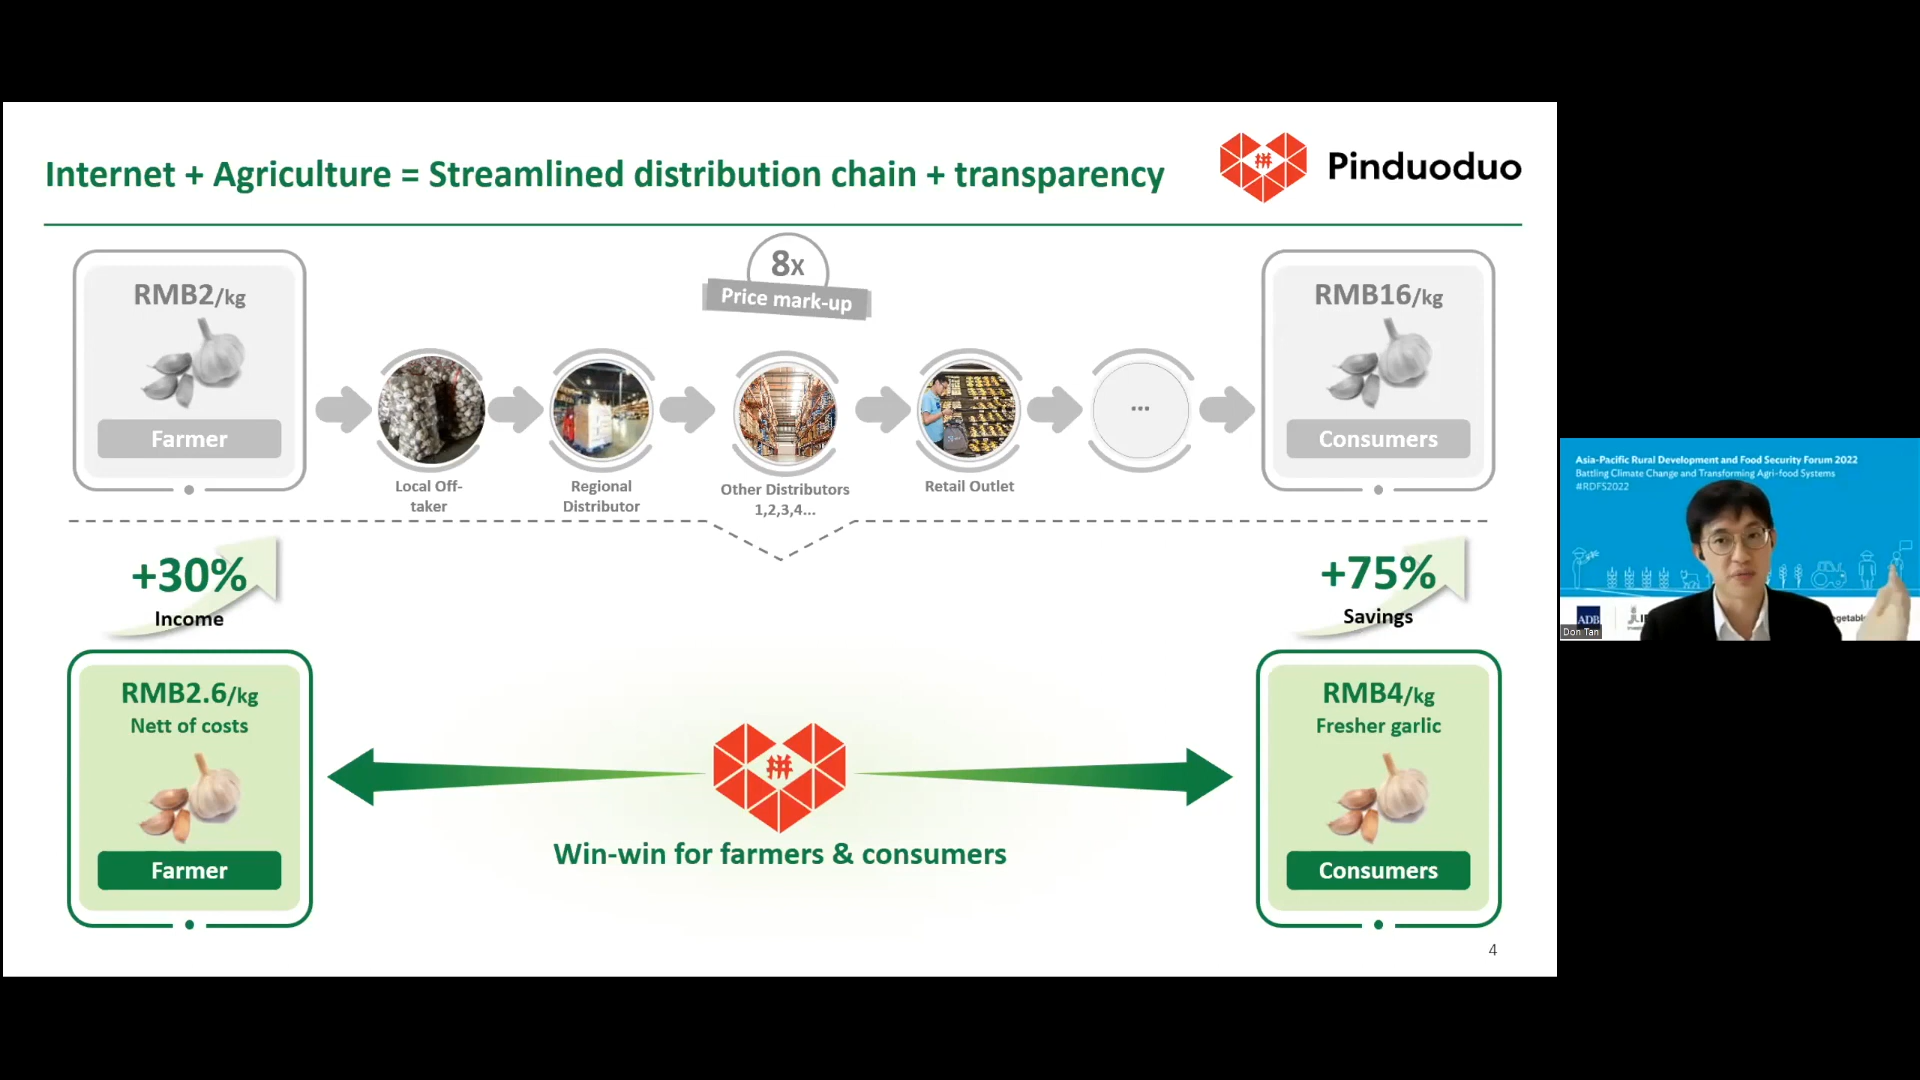 Internet + Agriculture = Streamlined distribution chain + transparency
拼
Pinduoduo
8x
Price mark-up
RMB2/kg
Farmer
RMB16/kg
Consumers
...
Local Off-
taker
Regional
Distributor
Other Distributors
1,2,3,4...
Retail Outlet
+30%
Income
+75%
Savings
RMB2.6/kg
Nett of costs
Farmer
拼
Win-win for farmers & consumers
RMB4/kg
Fresher garlic
Consumers
4
Asia-Pacific Rural Development and Food Security Forum 2022
Battling Climate Change and Transforming Agri-food Systems
#RDFS2022
ADB
Don Tan